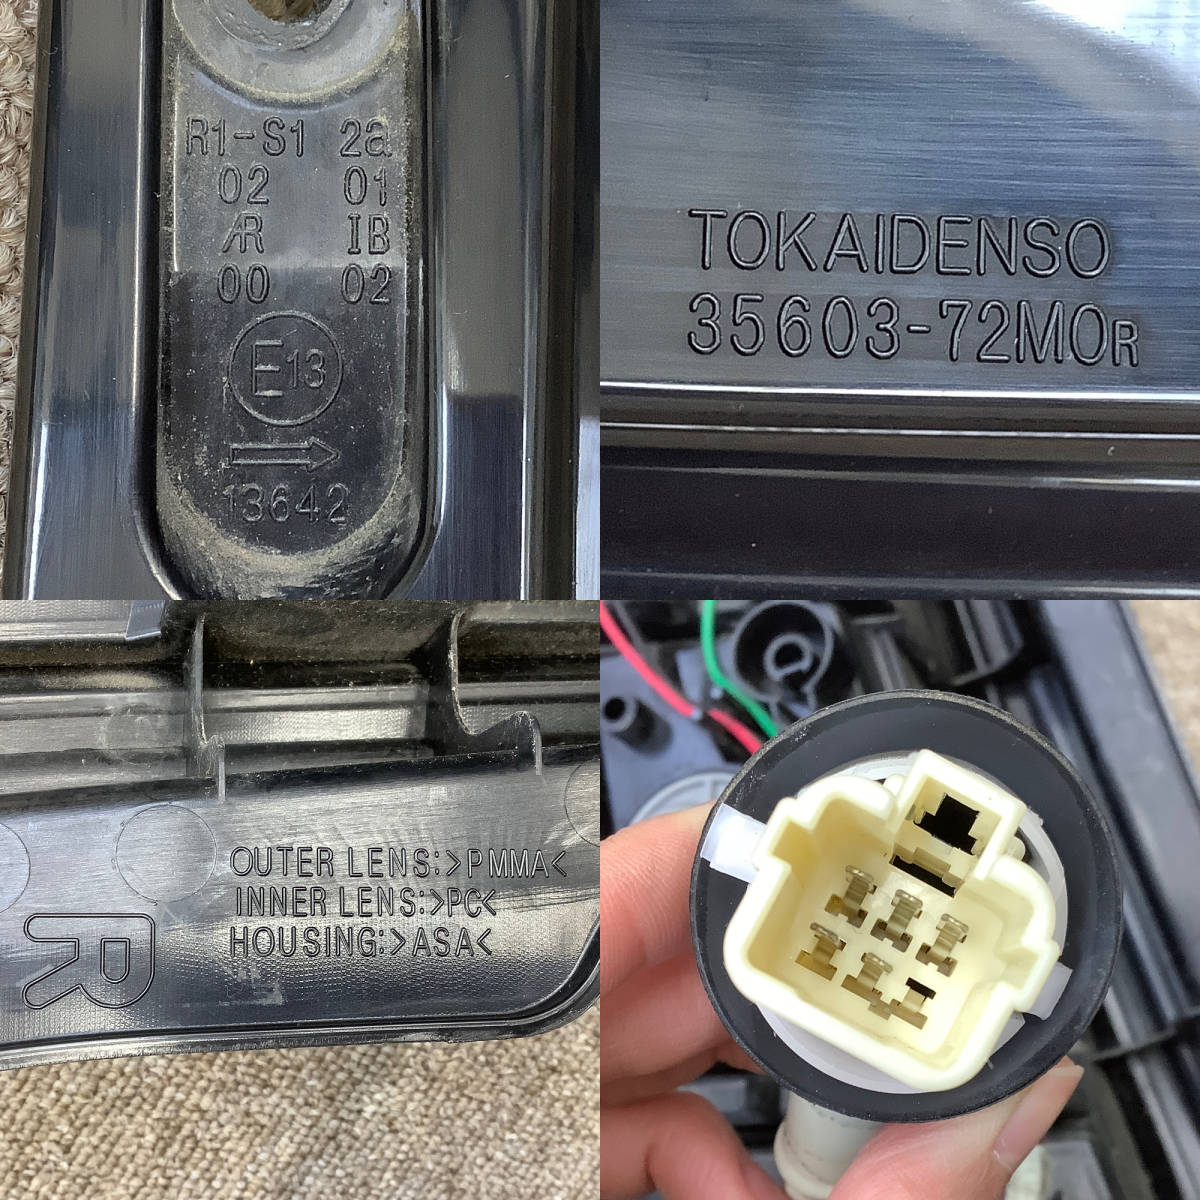 R1-S1 2a
02 01
AR IB
00 02
E13
13642
TOKAIDENSO
35603-72M0R
OUTER LENS:>PMMA<
INNER LENS:>PC<
HOUSING:>ASA<
R